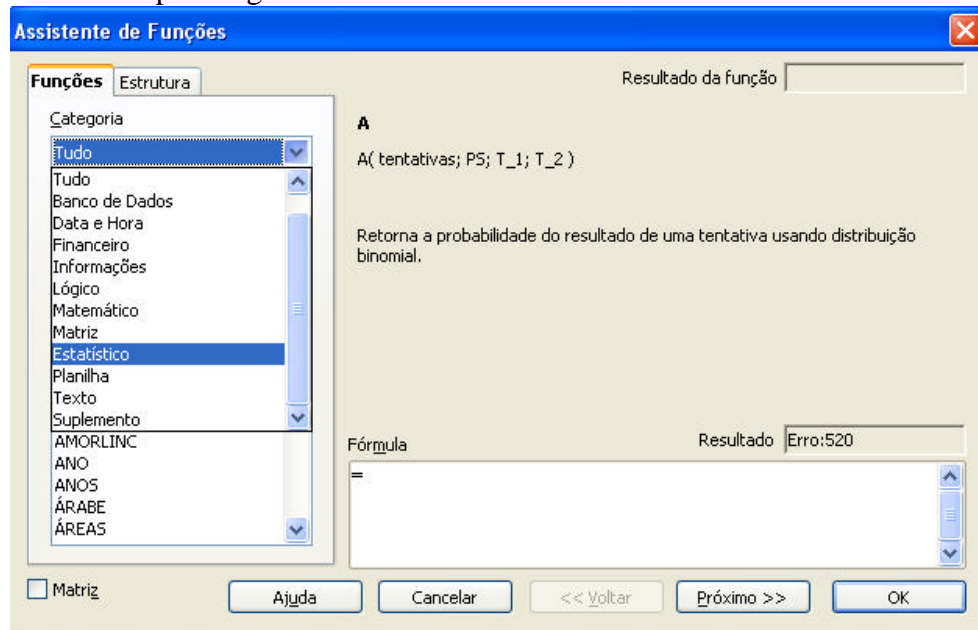 Assistente de Funções
Funções Estrutura
Resultado da função
Categoria
Tudo
A
A( tentativas; PS; T_1; T_2 )
Tudo
Banco de Dados
Data e Hora
Financeiro
Informações
Lógico
Matemático
Matriz
Estatístico
Planilha
Texto
Suplemento
Retorna a probabilidade do resultado de uma tentativa usando distribuição
binomial.
AMORLINC
ANO
ANOS
ÁRABE
ÁREAS
Fórmula
Resultado Erro:520
=
Matriz
Ajuda
Cancelar
<< Voltar
Próximo >>
OK